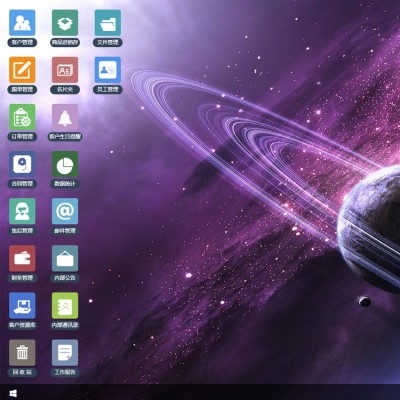 客户管理
商品进销存
文档管理
跟单管理
名片夹
员工管理
订单管理
客户生日提醒
合同管理
数据统计
售后管理
邮件管理
财务管理
内部公告
客户资源库
内部通讯录
回 收 站
工作报告